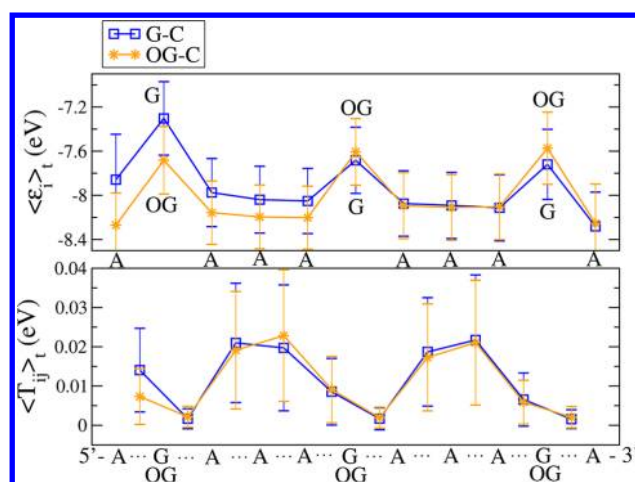 G-C
OG-C
<ε_i>_t (eV)
-7.2
-7.6
-8
-8.4
G
OG
OG
G
OG
G
A A A A A A A A
<T_ij>_t (eV)
0.04
0.03
0.02
0.01
0
5'- A ··· G ··· A ··· A ··· A ··· G ··· A ··· A ··· A ··· G ··· A - 3'
OG OG OG